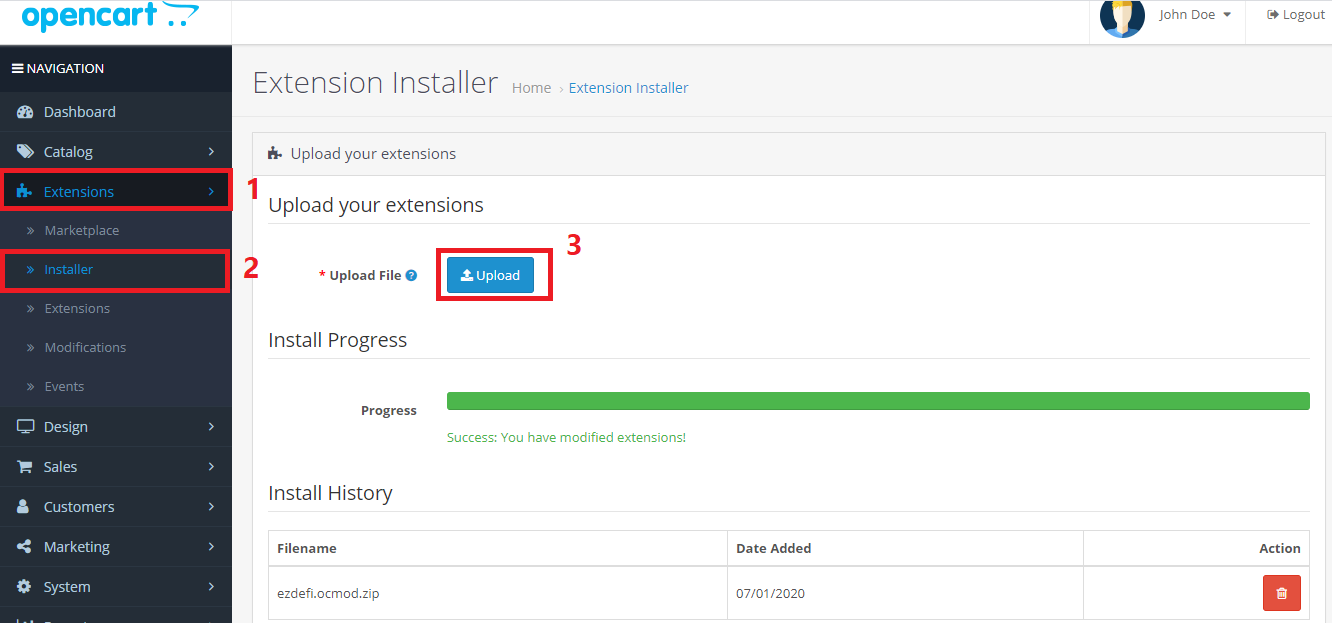 opencart
John Doe
Logout
NAVIGATION
Extension Installer
Home › Extension Installer
Dashboard
Upload your extensions
Catalog >
Extensions >
1
Upload your extensions
» Marketplace
» Installer
2
* Upload File ?
Upload
3
» Extensions
» Modifications
Install Progress
» Events
Progress
Design >
Success: You have modified extensions!
Sales >
Install History
Customers >
Marketing >
Filename Date Added Action
System >
ezdefi.ocmod.zip 07/01/2020